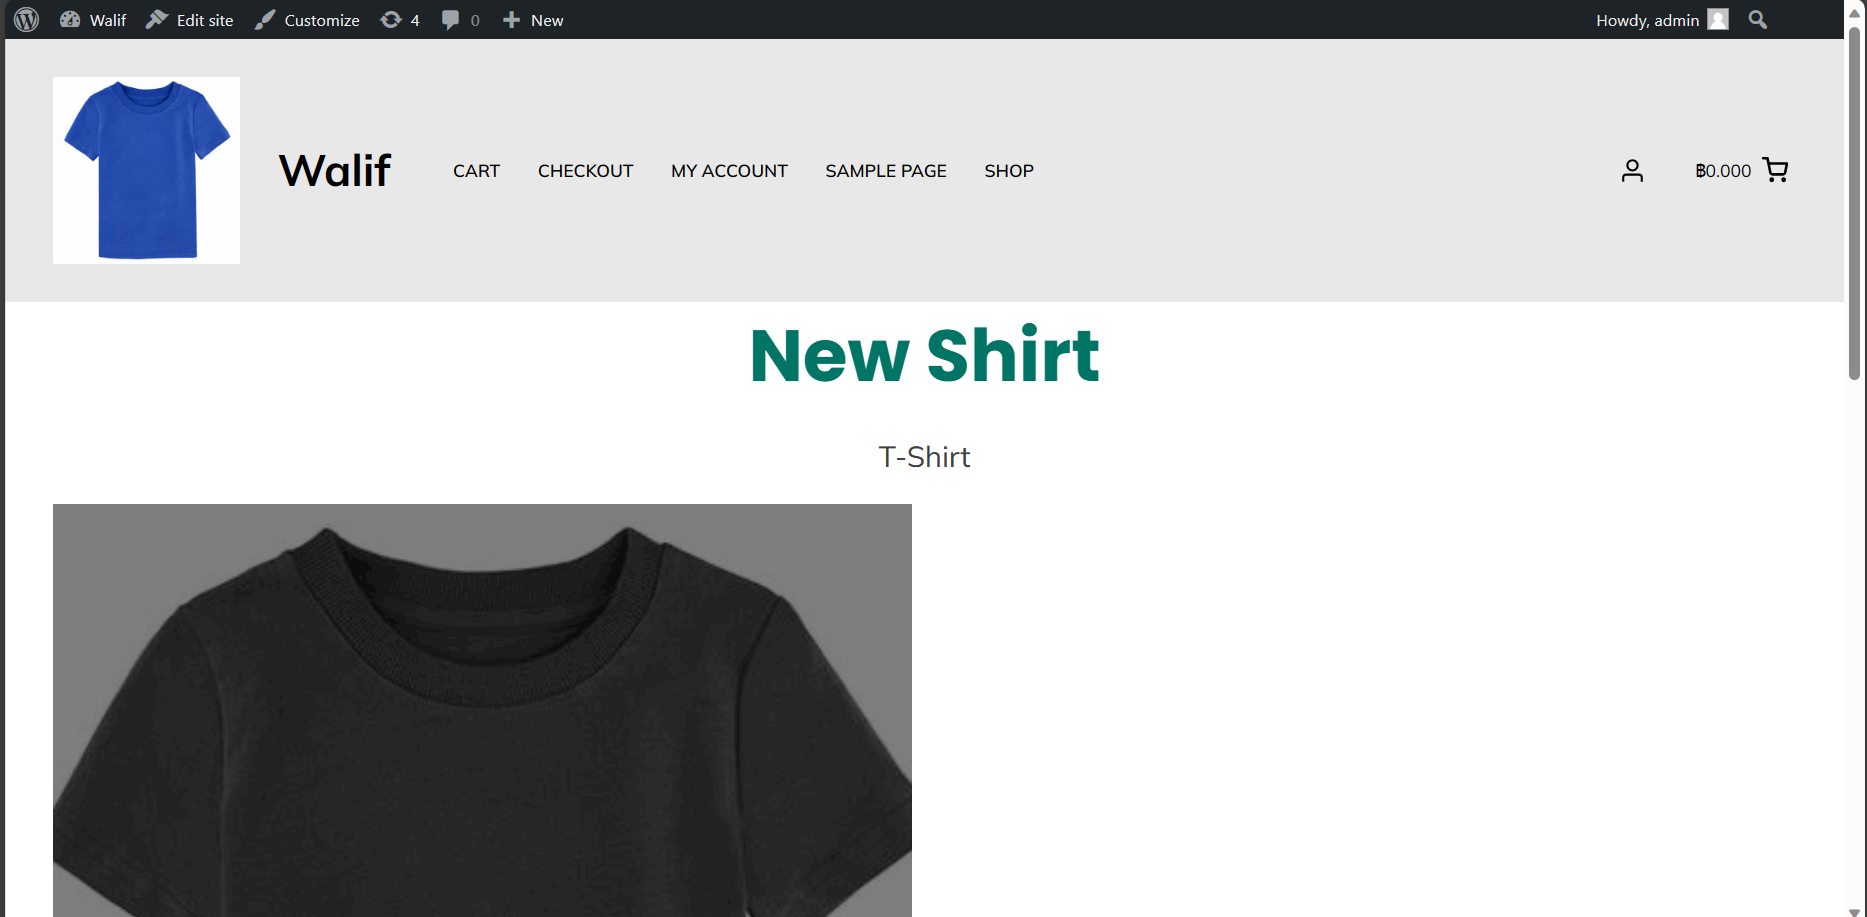 Walif Edit site Customize 4 0 New Howdy, admin
Walif CART CHECKOUT MY ACCOUNT SAMPLE PAGE SHOP ฿0.000
New Shirt
T-Shirt